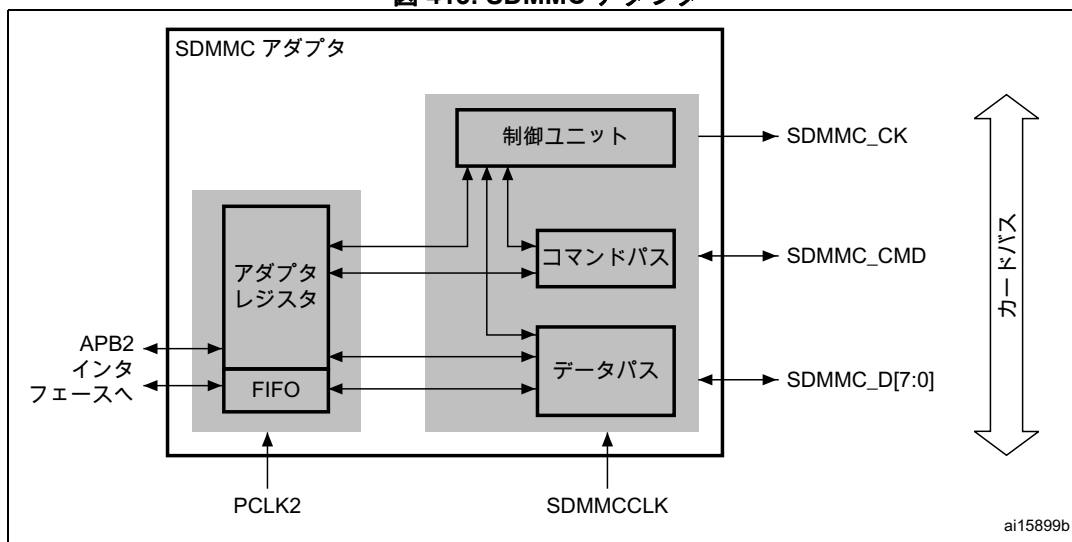 SDMMC アダプタ
制御ユニット
SDMMC_CK
アダプタ
レジスタ
コマンドパス
SDMMC_CMD
カードバス
APB2
インタ
フェースへ
FIFO
データパス
SDMMC_D[7:0]
PCLK2
SDMMCCLK
ai15899b